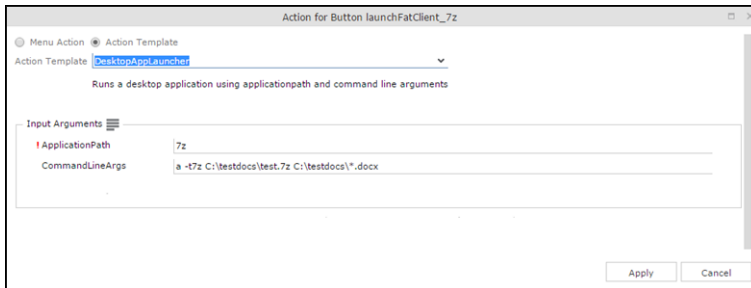 Action for Button launchFatClient_7z
Menu Action Action Template
Action Template DesktopAppLauncher
Runs a desktop application using applicationpath and command line arguments
Input Arguments
! ApplicationPath 7z
CommandLineArgs a -t7z C:\testdocs\test.7z C:\testdocs\*.docx
Apply Cancel